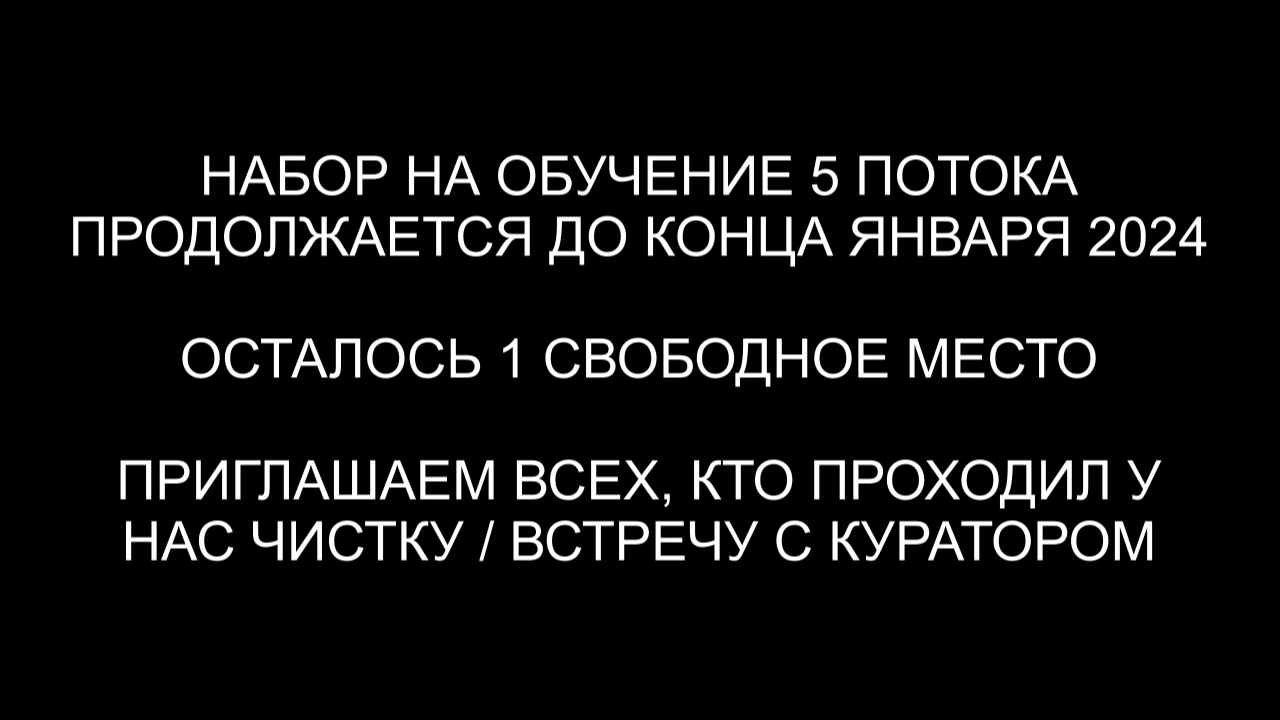 НАБОР НА ОБУЧЕНИЕ 5 ПОТОКА
ПРОДОЛЖАЕТСЯ ДО КОНЦА ЯНВАРЯ 2024
ОСТАЛОСЬ 1 СВОБОДНОЕ МЕСТО
ПРИГЛАШАЕМ ВСЕХ, КТО ПРОХОДИЛ У
НАС ЧИСТКУ / ВСТРЕЧУ С КУРАТОРОМ